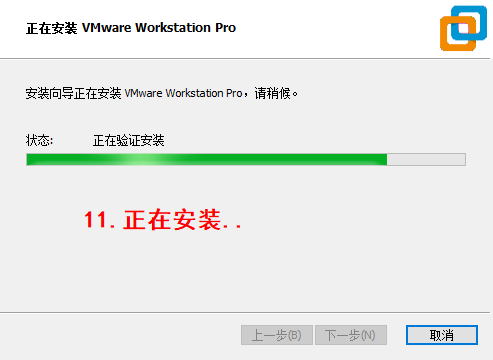 正在安装 VMware Workstation Pro
安装向导正在安装 VMware Workstation Pro，请稍候。
状态: 正在验证安装
11.正在安装..
上一步(B) 下一步(N) 取消